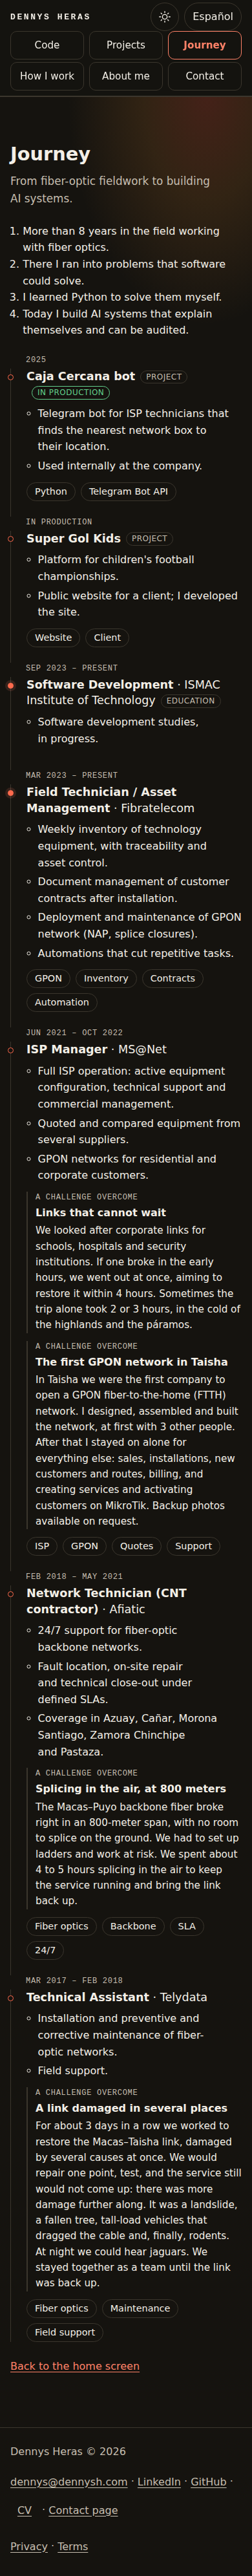 DENNYS HERAS
Español
Code
Projects
Journey
How I work
About me
Contact
Journey
From fiber-optic fieldwork to building
AI systems.
1. More than 8 years in the field working
with fiber optics.
2. There I ran into problems that software
could solve.
3. I learned Python to solve them myself.
4. Today I build AI systems that explain
themselves and can be audited.
2025
Caja Cercana bot PROJECT
IN PRODUCTION
Telegram bot for ISP technicians that
finds the nearest network box to
their location.
Used internally at the company.
Python
Telegram Bot API
IN PRODUCTION
Super Gol Kids PROJECT
Platform for children's football
championships.
Public website for a client; I developed
the site.
Website
Client
SEP 2023 – PRESENT
Software Development · ISMAC
Institute of Technology EDUCATION
Software development studies,
in progress.
MAR 2023 – PRESENT
Field Technician / Asset
Management · Fibratelecom
Weekly inventory of technology
equipment, with traceability and
asset control.
Document management of customer
contracts after installation.
Deployment and maintenance of GPON
network (NAP, splice closures).
Automations that cut repetitive tasks.
GPON
Inventory
Contracts
Automation
JUN 2021 – OCT 2022
ISP Manager · MS@Net
Full ISP operation: active equipment
configuration, technical support and
commercial management.
Quoted and compared equipment from
several suppliers.
GPON networks for residential and
corporate customers.
A CHALLENGE OVERCOME
Links that cannot wait
We looked after corporate links for
schools, hospitals and security
institutions. If one broke in the early
hours, we went out at once, aiming to
restore it within 4 hours. Sometimes the
trip alone took 2 or 3 hours, in the cold of
the highlands and the páramos.
A CHALLENGE OVERCOME
The first GPON network in Taisha
In Taisha we were the first company to
open a GPON fiber-to-the-home (FTTH)
network. I designed, assembled and built
the network, at first with 3 other people.
After that I stayed on alone for
everything else: sales, installations, new
customers and routes, billing, and
creating services and activating
customers on MikroTik. Backup photos
available on request.
ISP
GPON
Quotes
Support
FEB 2018 – MAY 2021
Network Technician (CNT
contractor) · Afiatic
24/7 support for fiber-optic
backbone networks.
Fault location, on-site repair
and technical close-out under
defined SLAs.
Coverage in Azuay, Cañar, Morona
Santiago, Zamora Chinchipe
and Pastaza.
A CHALLENGE OVERCOME
Splicing in the air, at 800 meters
The Macas–Puyo backbone fiber broke
right in an 800-meter span, with no room
to splice on the ground. We had to set up
ladders and work at risk. We spent about
4 to 5 hours splicing in the air to keep
the service running and bring the link
back up.
Fiber optics
Backbone
SLA
24/7
MAR 2017 – FEB 2018
Technical Assistant · Telydata
Installation and preventive and
corrective maintenance of fiber-
optic networks.
Field support.
A CHALLENGE OVERCOME
A link damaged in several places
For about 3 days in a row we worked to
restore the Macas–Taisha link, damaged
by several causes at once. We would
repair one point, test, and the service still
would not come up: there was more
damage further along. It was a landslide,
a fallen tree, tall-load vehicles that
dragged the cable and, finally, rodents.
At night we could hear jaguars. We
stayed together as a team until the link
was back up.
Fiber optics
Maintenance
Field support
Back to the home screen
Dennys Heras © 2026
dennys@dennysh.com · LinkedIn · GitHub ·
CV · Contact page
Privacy · Terms